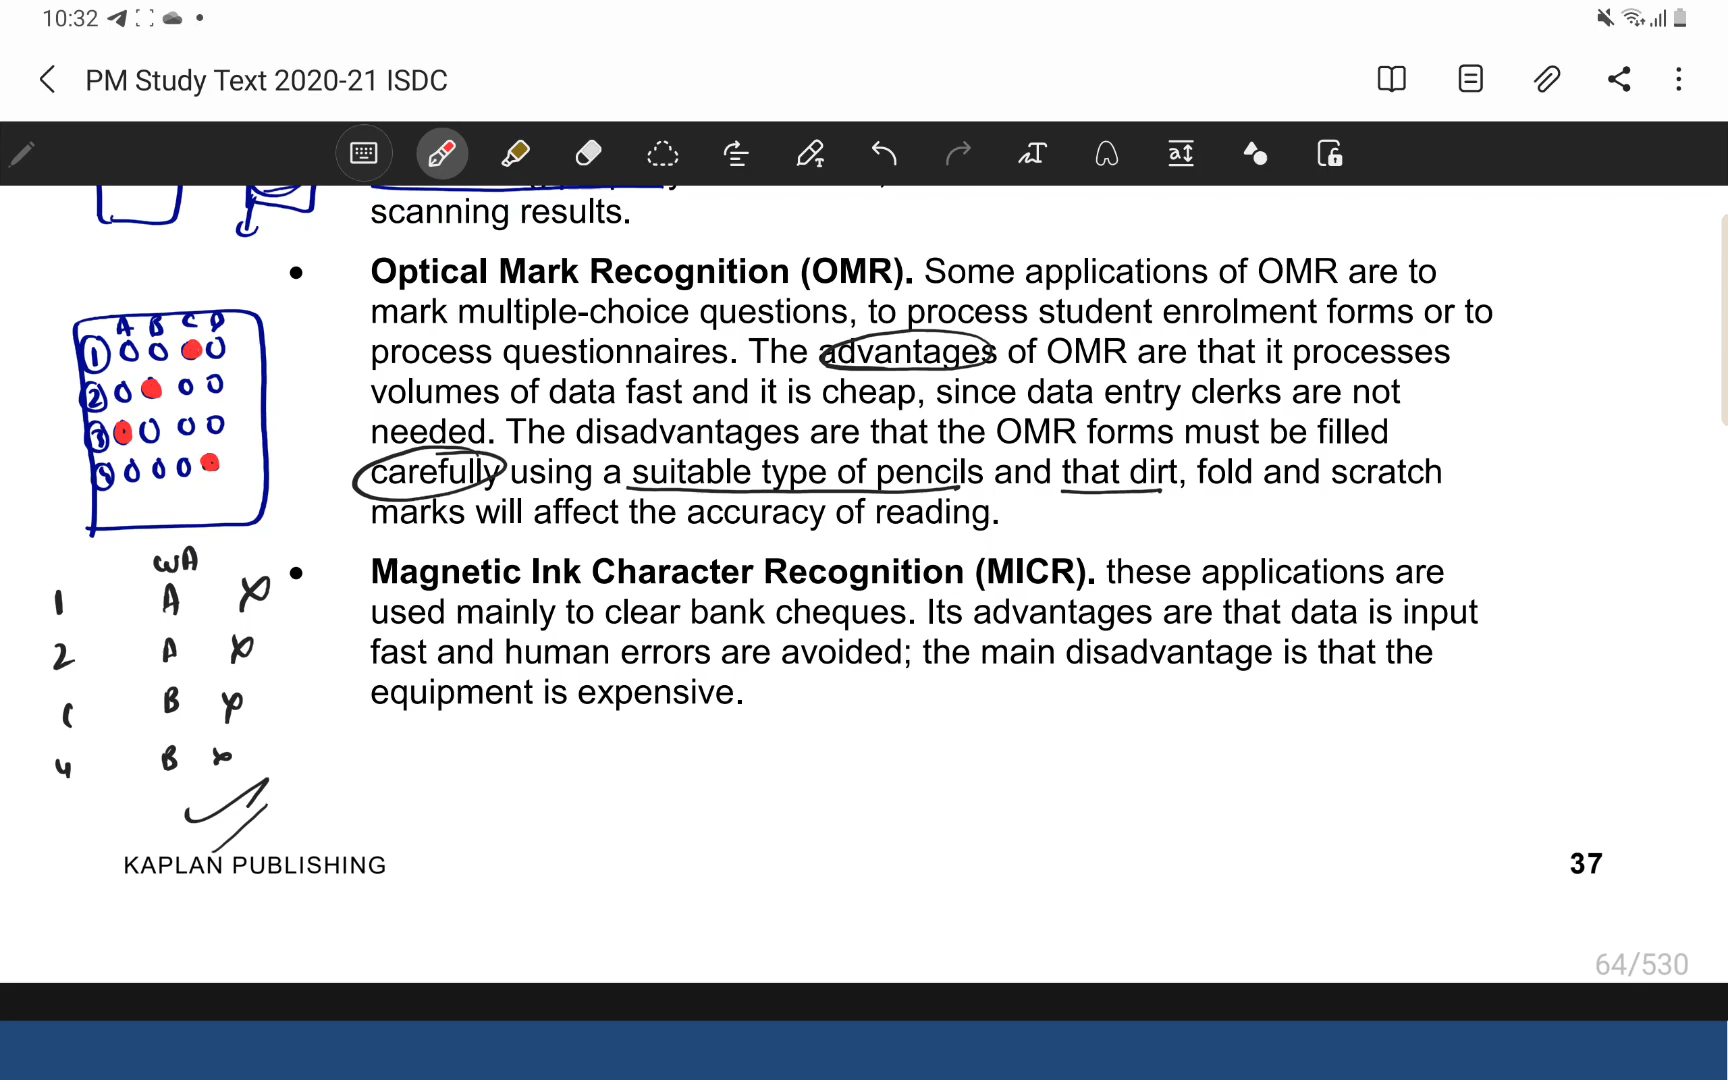 10:32
PM Study Text 2020-21 ISDC
scanning results.
• Optical Mark Recognition (OMR). Some applications of OMR are to
mark multiple-choice questions, to process student enrolment forms or to
process questionnaires. The advantages of OMR are that it processes
volumes of data fast and it is cheap, since data entry clerks are not
needed. The disadvantages are that the OMR forms must be filled
carefully using a suitable type of pencils and that dirt, fold and scratch
marks will affect the accuracy of reading.
A B C D
1
2
3
4
• Magnetic Ink Character Recognition (MICR). these applications are
used mainly to clear bank cheques. Its advantages are that data is input
fast and human errors are avoided; the main disadvantage is that the
equipment is expensive.
WA
1 A x
2 A x
B x
4 B x
KAPLAN PUBLISHING
37
64/530